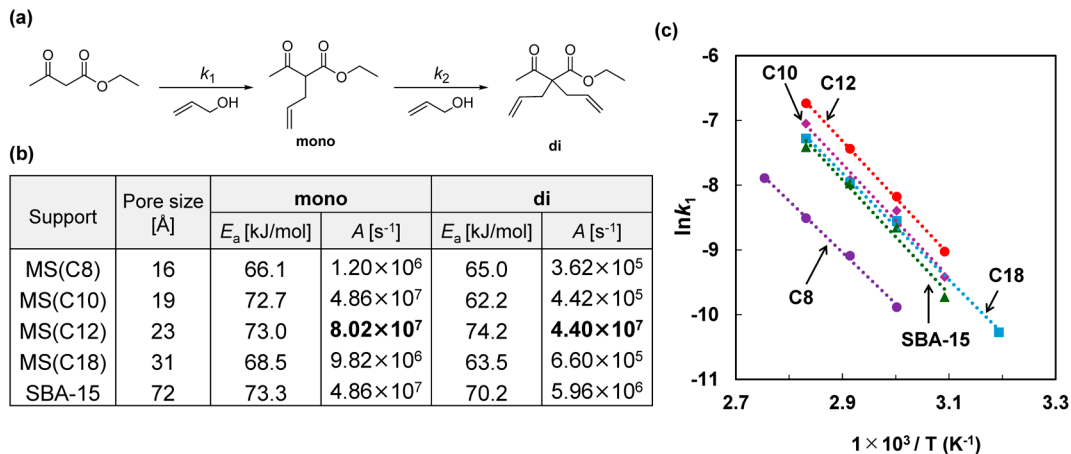 (a)
O
O
O
k1
OH
O
O
O
mono
k2
OH
O
O
O
di
(b)
Support Pore size [Å] mono di
Ea [kJ/mol] A [s-1] Ea [kJ/mol] A [s-1]
MS(C8) 16 66.1 1.20×10^6 65.0 3.62×10^5
MS(C10) 19 72.7 4.86×10^7 62.2 4.42×10^5
MS(C12) 23 73.0 8.02×10^7 74.2 4.40×10^7
MS(C18) 31 68.5 9.82×10^6 63.5 6.60×10^5
SBA-15 72 73.3 4.86×10^7 70.2 5.96×10^6
(c)
lnk1
-6
-7
-8
-9
-10
-11
C10
C12
C8
C18
SBA-15
2.7 2.9 3.1 3.3
1×10^3/ T (K-1)